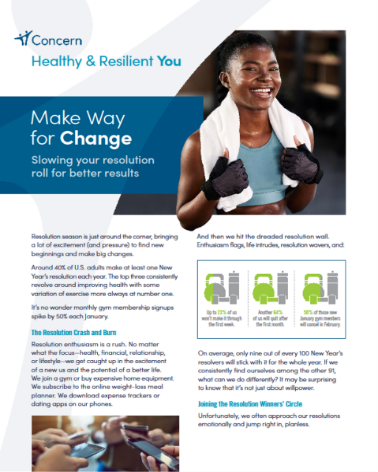 Concern
Healthy & Resilient You
Make Way
for Change
Slowing your resolution
roll for better results
Resolution season is just around the corner, bringing
a lot of excitement (and pressure) to find new
beginnings and make big changes.
Around 40% of U.S. adults make at least one New
Year's resolution each year. The top three consistently
revolve around improving health with some
variation of exercise more always at number one.
It's no wonder monthly gym membership signups
spike by 50% each January.
The Resolution Crash and Burn
Resolution enthusiasm is a rush. No matter
what the focus—health, financial, relationship,
or lifestyle—we get caught up in the excitement
of a new us and the potential of a better life.
We join a gym or buy expensive home equipment.
We subscribe to the online weight-loss meal
planner. We download expense trackers or
dating apps on our phones.
And then we hit the dreaded resolution wall.
Enthusiasm flags, life intrudes, resolution wavers, and:
Up to 23% of us
won't make it through
the first week.
Another 64%
of us will quit after
the first month.
50% of those new
January gym members
will cancel in February.
On average, only nine out of every 100 New Year's
resolvers will stick with it for the whole year. If we
consistently find ourselves among the other 91,
what can we do differently? It may be surprising
to know that it's not just about willpower.
Joining the Resolution Winners' Circle
Unfortunately, we often approach our resolutions
emotionally and jump right in, planless.